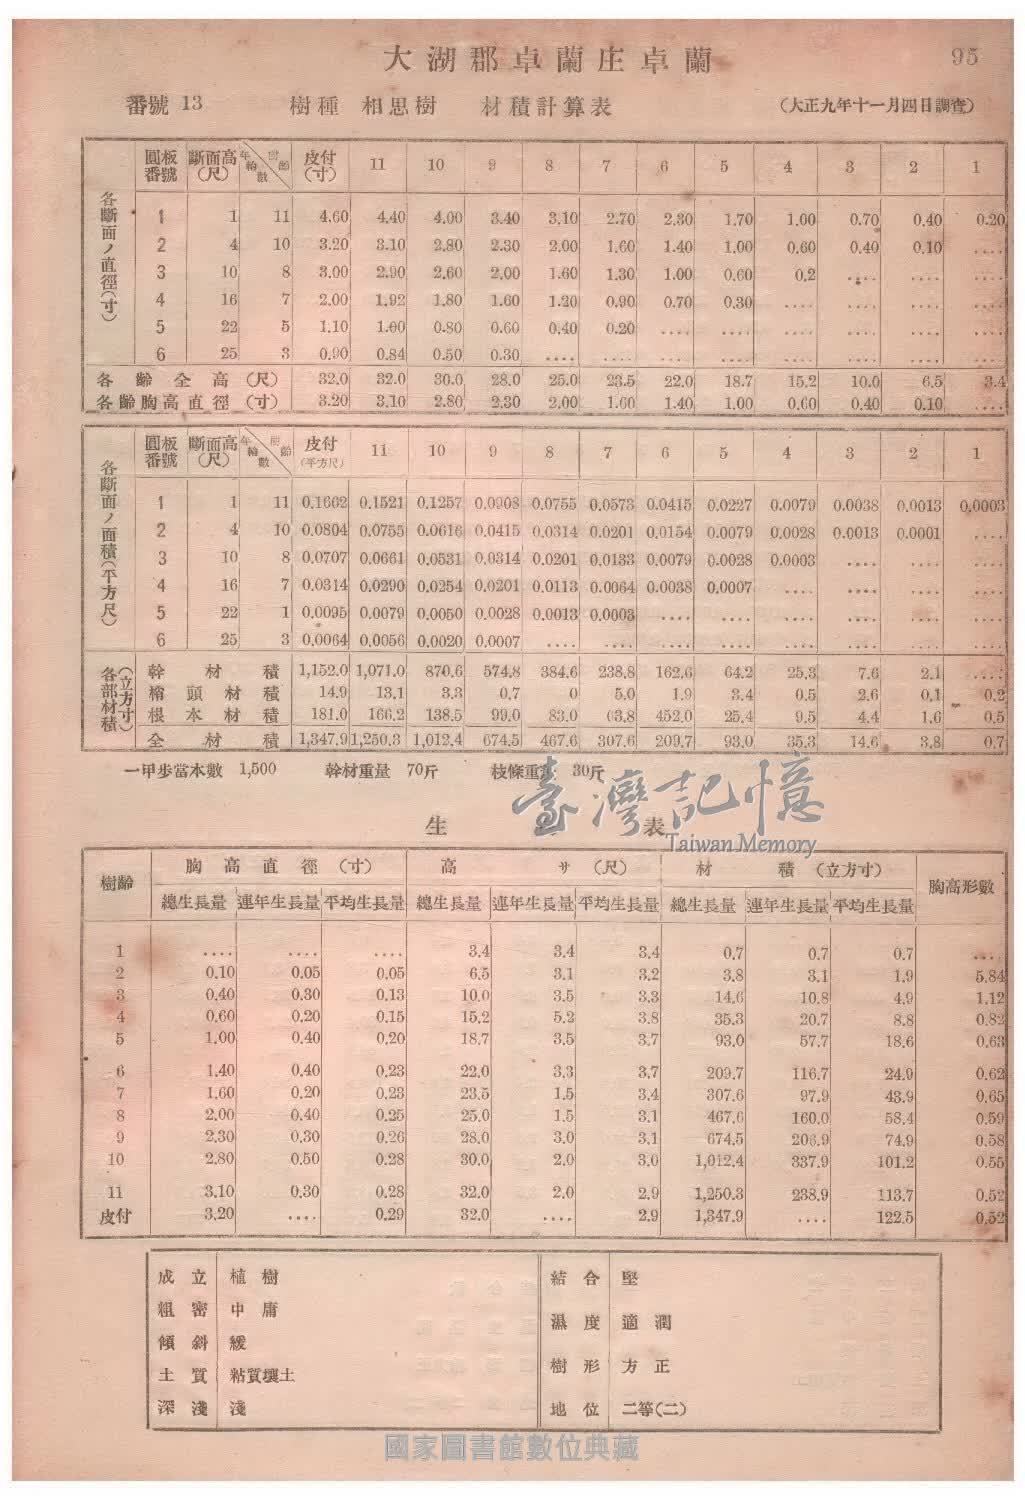 大湖郡卓蘭庄卓蘭 95
番號 13 樹種 相思樹 材積計算表 (大正九年十一月四日調查)
各斷面ノ直徑(寸)
圓板番號 斷面高(尺) 年輪數 樹齡 皮付(寸) 11 10 9 8 7 6 5 4 3 2 1
1 1 11 4.60 4.40 4.00 3.40 3.10 2.70 2.30 1.70 1.00 0.70 0.40 0.20
2 4 10 3.20 3.10 2.80 2.30 2.00 1.60 1.40 1.00 0.60 0.40 0.10 ....
3 10 8 3.00 2.90 2.60 2.00 1.60 1.30 1.00 0.60 0.2 .... .... ....
4 16 7 2.00 1.92 1.80 1.60 1.20 0.90 0.70 0.30 .... .... .... ....
5 22 5 1.10 1.00 0.80 0.60 0.40 0.20 .... .... .... .... .... ....
6 25 3 0.90 0.84 0.50 0.30 .... .... .... .... .... .... .... ....
各齡全高(尺) 32.0 32.0 30.0 28.0 25.0 23.5 22.0 18.7 15.2 10.0 6.5 3.4
各齡胸高直徑(寸) 3.20 3.10 2.80 2.30 2.00 1.60 1.40 1.00 0.60 0.40 0.10 ....
各斷面ノ面積(平方尺)
圓板番號 斷面高(尺) 年輪數 樹齡 皮付(平方尺) 11 10 9 8 7 6 5 4 3 2 1
1 1 11 0.1662 0.1521 0.1257 0.0908 0.0755 0.0573 0.0415 0.0227 0.0079 0.0038 0.0013 0.0003
2 4 10 0.0804 0.0755 0.0616 0.0415 0.0314 0.0201 0.0154 0.0079 0.0028 0.0013 0.0001 ....
3 10 8 0.0707 0.0661 0.0531 0.0314 0.0201 0.0133 0.0079 0.0028 0.0003 .... .... ....
4 16 7 0.0314 0.0290 0.0254 0.0201 0.0113 0.0064 0.0038 0.0007 .... .... .... ....
5 22 1 0.0095 0.0079 0.0050 0.0028 0.0013 0.0003 .... .... .... .... .... ....
6 25 3 0.0064 0.0056 0.0020 0.0007 .... .... .... .... .... .... .... ....
各部材積(立方寸)
幹材積 1,152.0 1,071.0 870.6 574.8 384.6 238.8 162.6 64.2 25.3 7.6 2.1 ....
梢頭材積 14.9 13.1 3.3 0.7 0 5.0 1.9 3.4 0.5 2.6 0.1 0.2
根本材積 181.0 166.2 138.5 99.0 83.0 63.8 452.0 25.4 9.5 4.4 1.6 0.5
全材積 1,347.9 1,250.3 1,012.4 674.5 467.6 307.6 209.7 93.0 35.3 14.6 3.8 0.7
一甲步當本數 1,500 幹材重量 70斤 枝條重 30斤
臺灣記憶
Taiwan Memory
生 表
樹齡 胸高直徑(寸) 高サ(尺) 材積(立方寸) 胸高形數
總生長量 連年生長量 平均生長量 總生長量 連年生長量 平均生長量 總生長量 連年生長量 平均生長量
1 .... .... .... 3.4 3.4 3.4 0.7 0.7 0.7 ....
2 0.10 0.05 0.05 6.5 3.1 3.2 3.8 3.1 1.9 5.84
3 0.40 0.30 0.13 10.0 3.5 3.3 14.6 10.8 4.9 1.12
4 0.60 0.20 0.15 15.2 5.2 3.8 35.3 20.7 8.8 0.82
5 1.00 0.40 0.20 18.7 3.5 3.7 93.0 57.7 18.6 0.63
6 1.40 0.40 0.23 22.0 3.3 3.7 209.7 116.7 24.9 0.62
7 1.60 0.20 0.23 23.5 1.5 3.4 307.6 97.9 43.9 0.65
8 2.00 0.40 0.25 25.0 1.5 3.1 467.6 160.0 58.4 0.59
9 2.30 0.30 0.26 28.0 3.0 3.1 674.5 206.9 74.9 0.58
10 2.80 0.50 0.28 30.0 2.0 3.0 1,012.4 337.9 101.2 0.55
11 3.10 0.30 0.28 32.0 2.0 2.9 1,250.3 238.9 113.7 0.52
皮付 3.20 .... 0.29 32.0 .... 2.9 1,347.9 .... 122.5 0.52
成立 植樹
粗密 中庸
傾斜 緩
土質 粘質壤土
深淺 淺
結合 堅
濕度 適潤
樹形 方正
地位 二等(二)
國家圖書館數位典藏